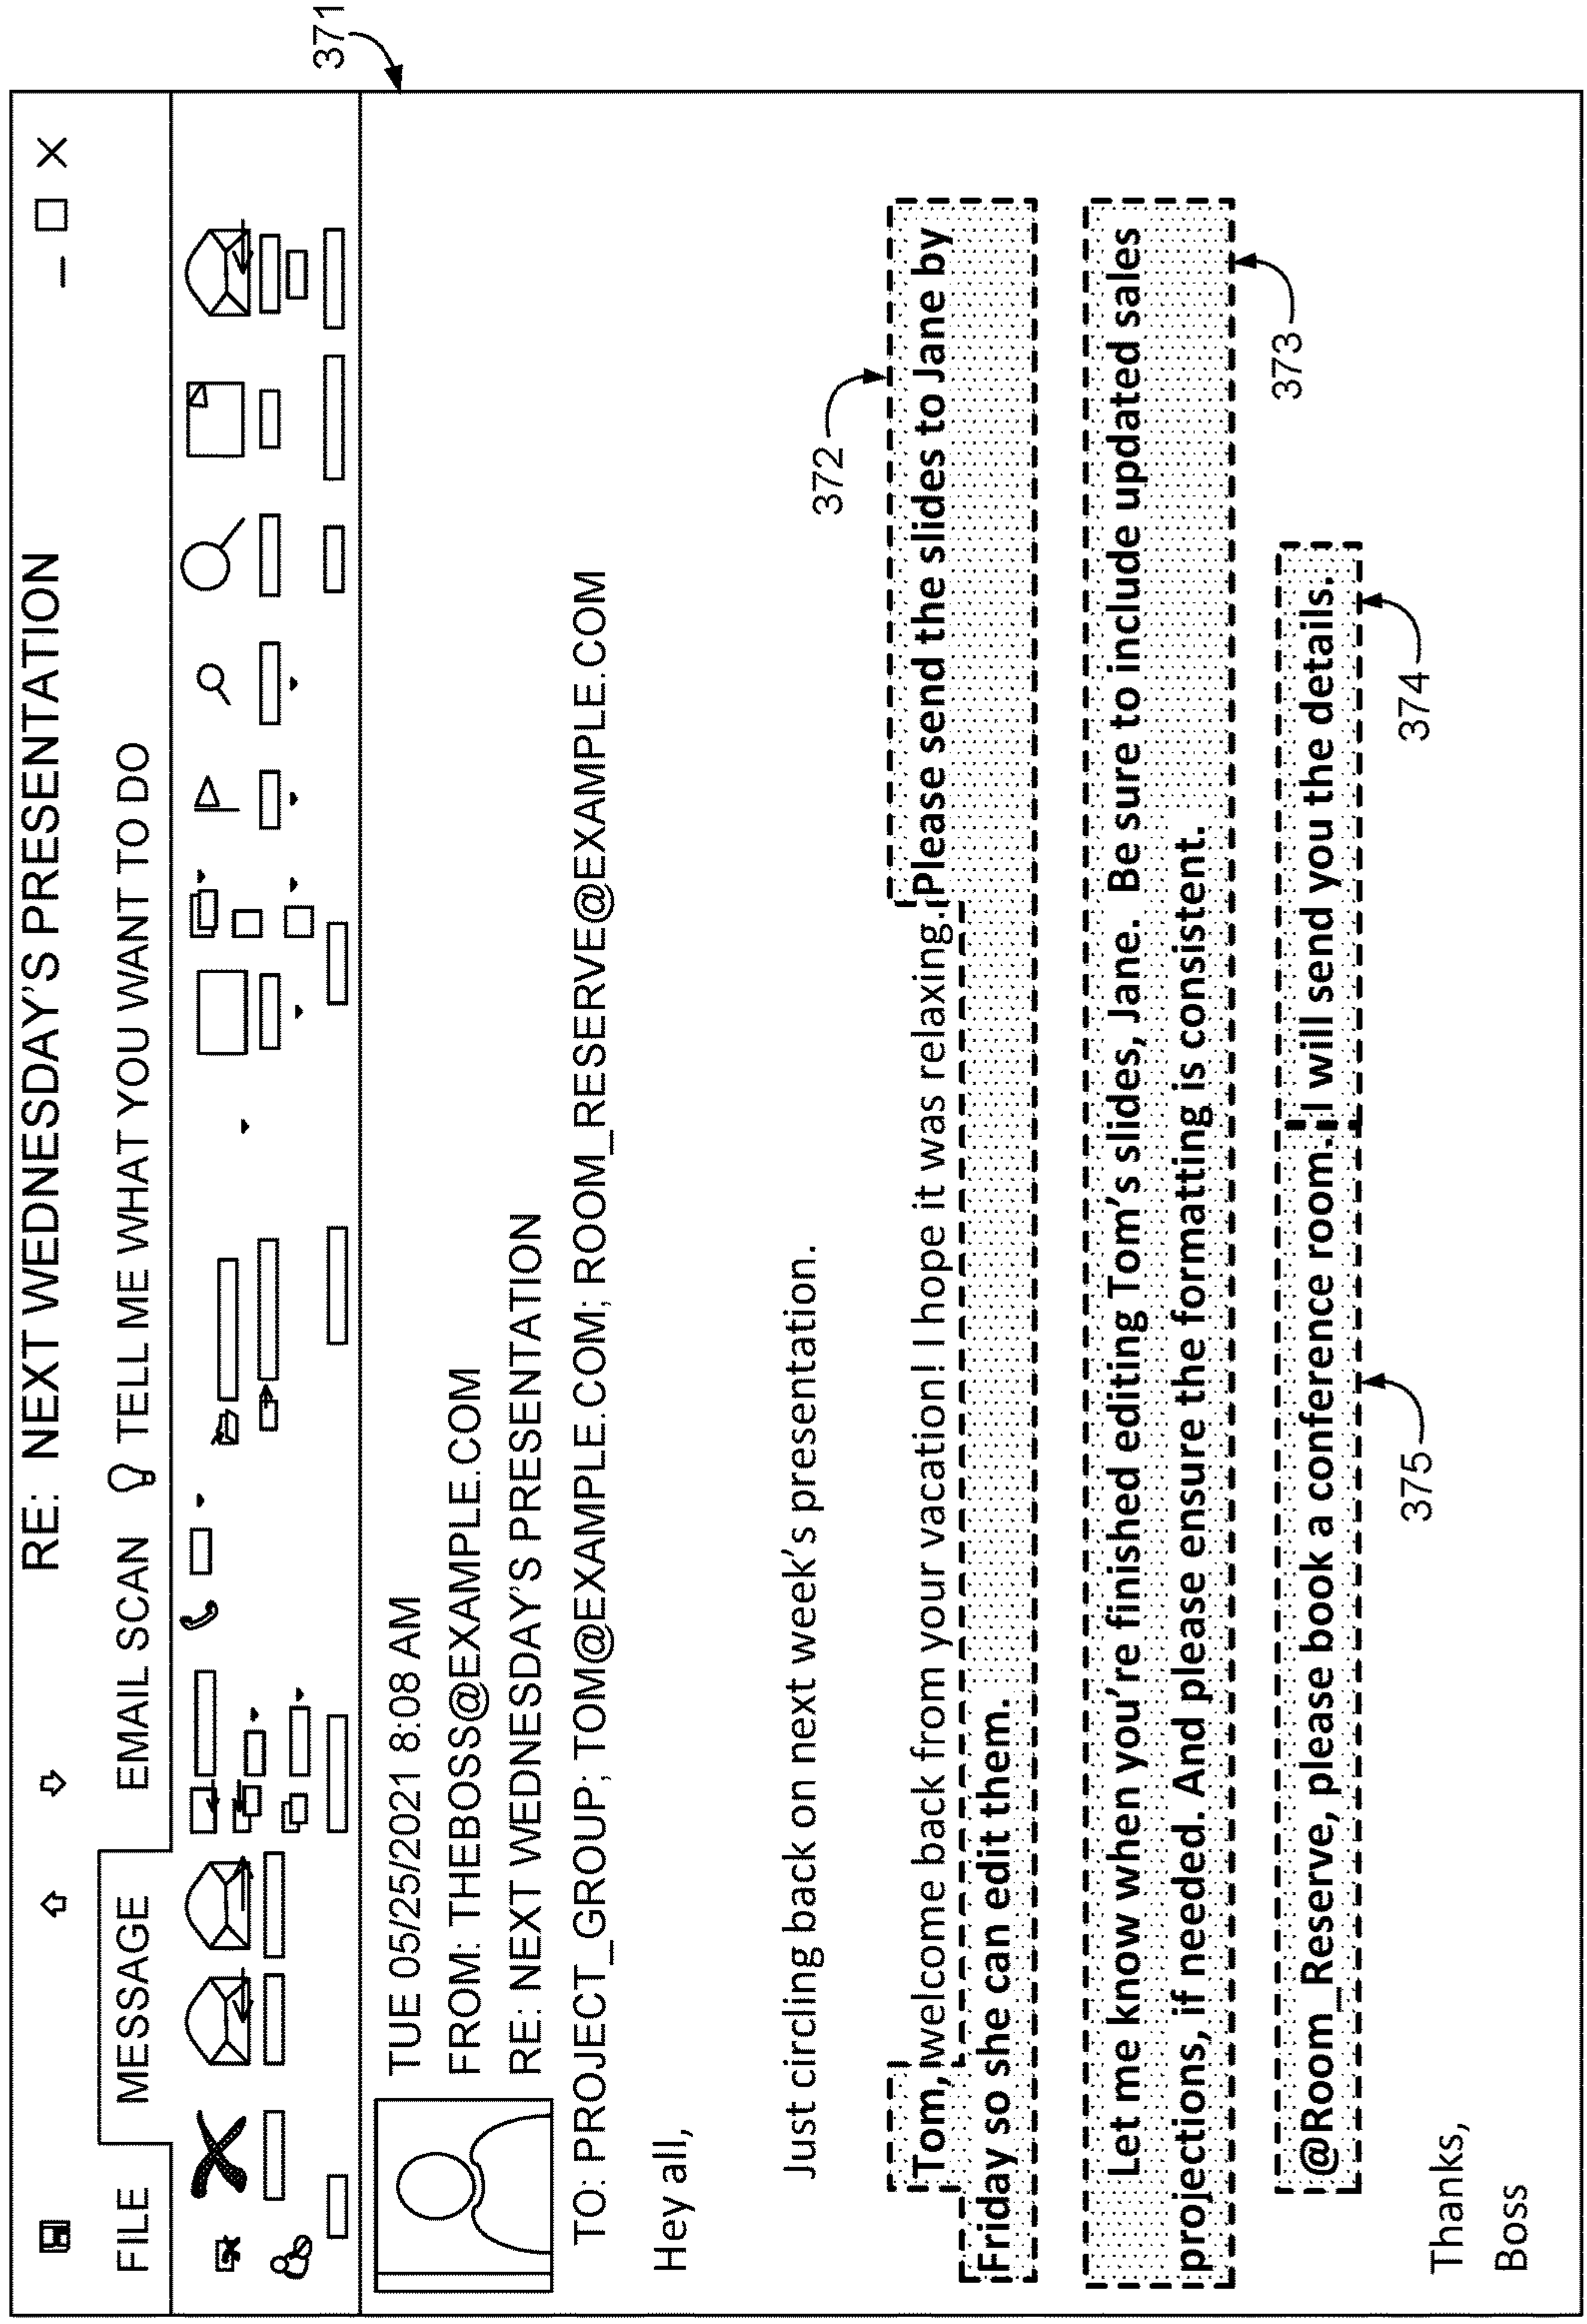 RE: NEXT WEDNESDAY'S PRESENTATION
FILE MESSAGE EMAIL SCAN TELL ME WHAT YOU WANT TO DO
371
TUE 05/25/2021 8:08 AM
FROM: THEBOSS@EXAMPLE.COM
RE: NEXT WEDNESDAY'S PRESENTATION
TO: PROJECT_GROUP; TOM@EXAMPLE.COM; ROOM_RESERVE@EXAMPLE.COM
Hey all,
Just circling back on next week's presentation.
372
Tom, welcome back from your vacation! I hope it was relaxing. Please send the slides to Jane by
Friday so she can edit them.
Let me know when you're finished editing Tom's slides, Jane. Be sure to include updated sales
projections, if needed. And please ensure the formatting is consistent.
373
@Room_Reserve, please book a conference room. I will send you the details.
375
374
Thanks,
Boss